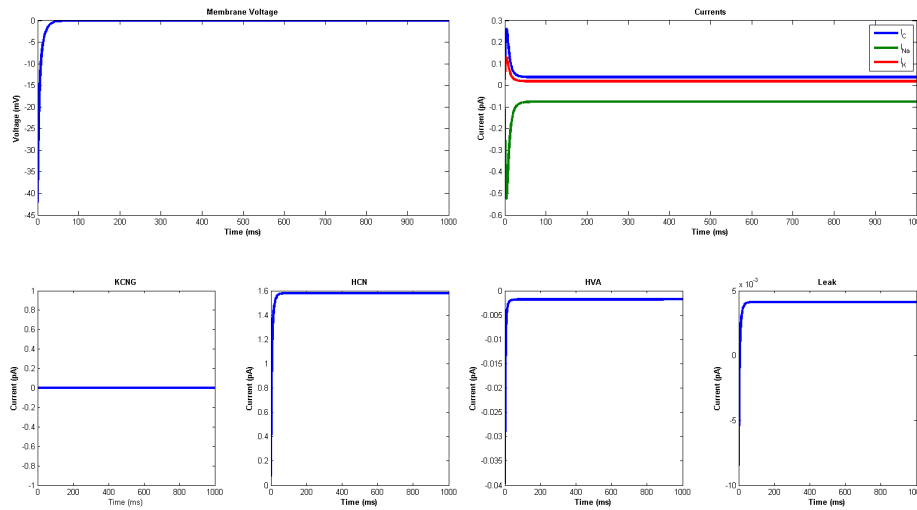 Membrane Voltage
Voltage (mV)
0
-5
-10
-15
-20
-25
-30
-35
-40
-45
0 100 200 300 400 500 600 700 800 900 1000
Time (ms)
Currents
Current (pA)
0.3
0.2
0.1
0
-0.1
-0.2
-0.3
-0.4
-0.5
-0.6
0 100 200 300 400 500 600 700 800 900 1000
Time (ms)
I_C
I_Na
I_K
KCNG
Current (pA)
1
0.8
0.6
0.4
0.2
0
-0.2
-0.4
-0.6
-0.8
-1
0 200 400 600 800 1000
Time (ms)
HCN
Current (pA)
1.6
1.4
1.2
1
0.8
0.6
0.4
0.2
0
0 200 400 600 800 1000
Time (ms)
HVA
Current (pA)
0
-0.005
-0.01
-0.015
-0.02
-0.025
-0.03
-0.035
-0.04
0 200 400 600 800 1000
Time (ms)
Leak
x 10^-3
Current (pA)
5
0
-5
-10
0 200 400 600 800 1000
Time (ms)